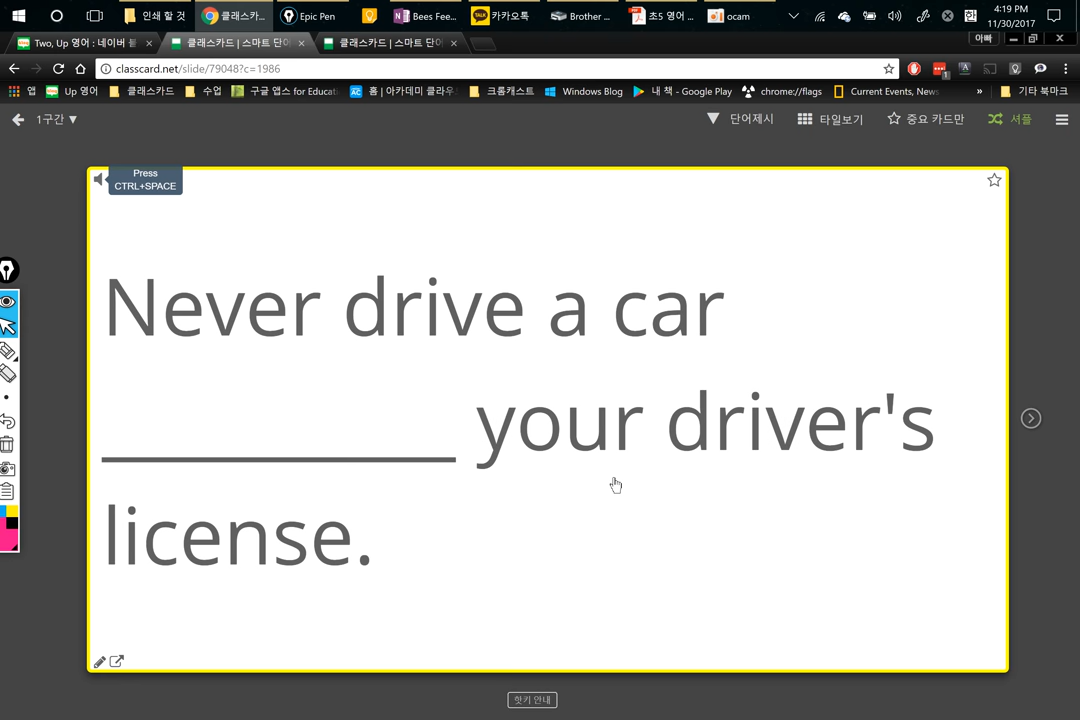 인쇄 할 것
클래스카...
Epic Pen
Bees Fee...
TALK
카카오톡
Brother ...
초5 영어 ...
ocam
한
4:19 PM
11/30/2017
Two, Up 영어 : 네이버 블
클래스카드 | 스마트 단어
클래스카드 | 스마트 단어
아빠
classcard.net/slide/79048?c=1986
1
앱
Up 영어
클래스카드
수업
구글 앱스 for Educati
홈 | 아카데미 클라우
크롬캐스트
Windows Blog
내 책 - Google Play
chrome://flags
Current Events, News
»
기타 북마크
1구간 ▼
단어제시
타일보기
중요 카드만
셔플
Press
CTRL+SPACE
Never drive a car
__________ your driver's
license.
핫키 안내